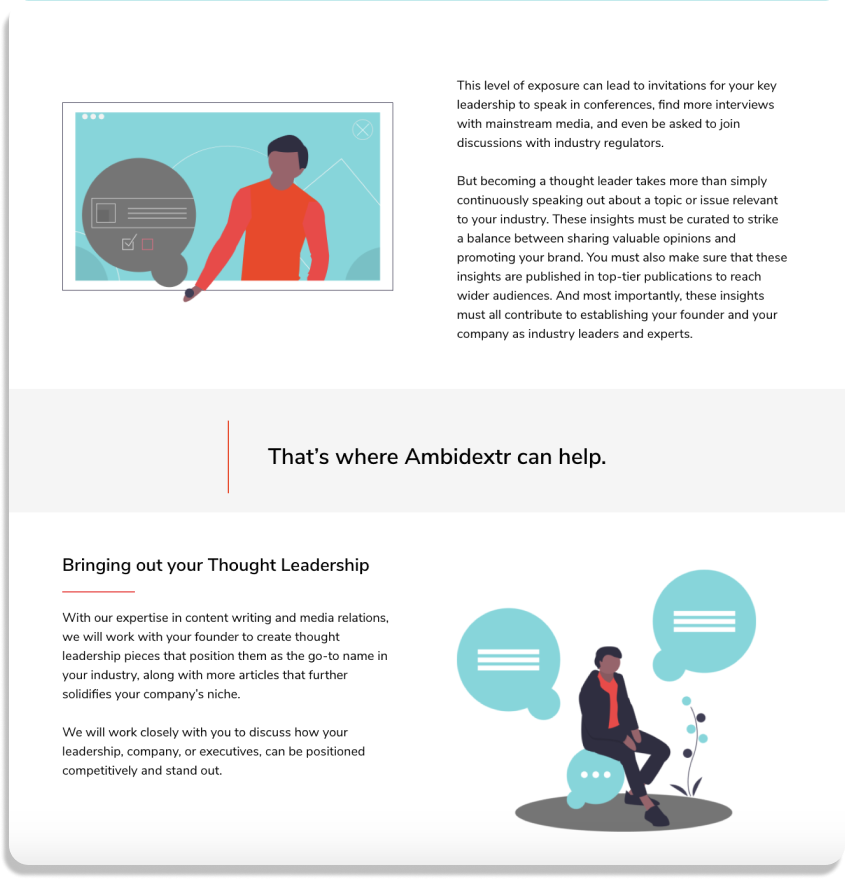 This level of exposure can lead to invitations for your key
leadership to speak in conferences, find more interviews
with mainstream media, and even be asked to join
discussions with industry regulators.
But becoming a thought leader takes more than simply
continuously speaking out about a topic or issue relevant
to your industry. These insights must be curated to strike
a balance between sharing valuable opinions and
promoting your brand. You must also make sure that these
insights are published in top-tier publications to reach
wider audiences. And most importantly, these insights
must all contribute to establishing your founder and your
company as industry leaders and experts.
That’s where Ambidextr can help.
Bringing out your Thought Leadership
With our expertise in content writing and media relations,
we will work with your founder to create thought
leadership pieces that position them as the go-to name in
your industry, along with more articles that further
solidifies your company’s niche.
We will work closely with you to discuss how your
leadership, company, or executives, can be positioned
competitively and stand out.